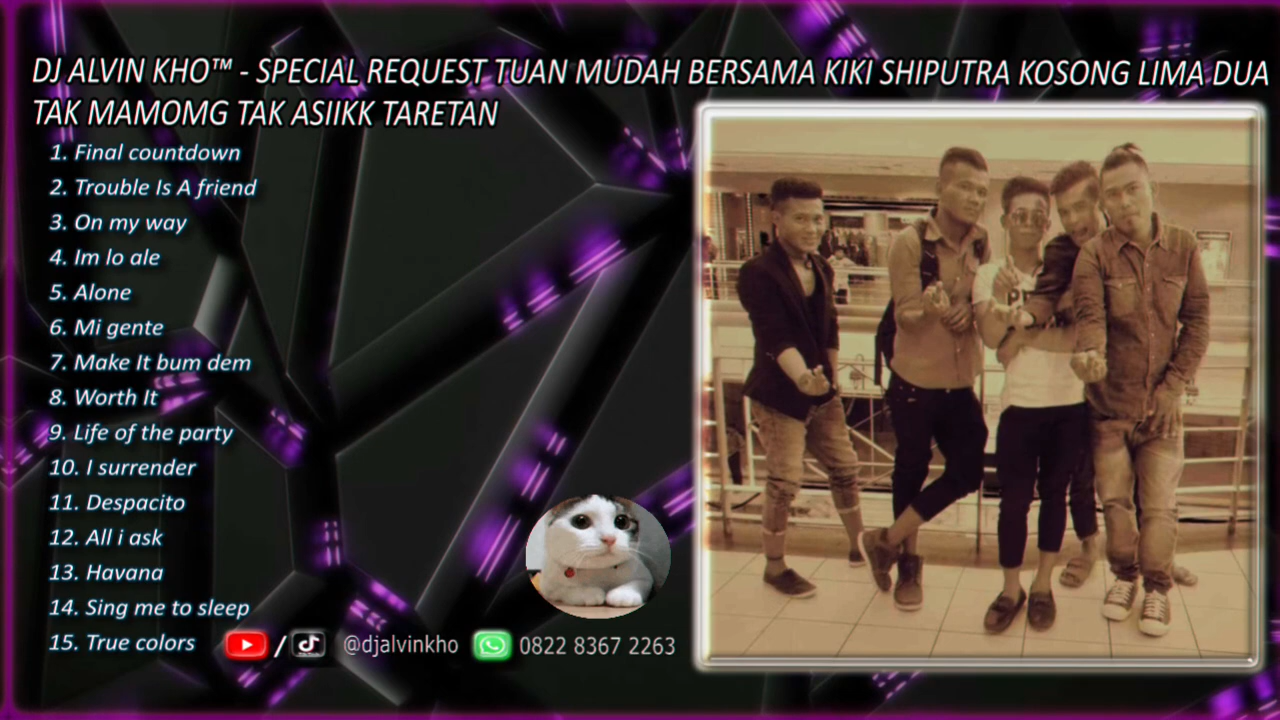 DJ ALVIN KHO™ - SPECIAL REQUEST TUAN MUDAH BERSAMA KIKI SHIPUTRA KOSONG LIMA DUA
TAK MAMOMG TAK ASIIKK TARETAN
1. Final countdown
2. Trouble Is A friend
3. On my way
4. Im lo ale
5. Alone
6. Mi gente
7. Make It bum dem
8. Worth It
9. Life of the party
10. I surrender
11. Despacito
12. All i ask
13. Havana
14. Sing me to sleep
15. True colors
/ @djalvinkho 0822 8367 2263